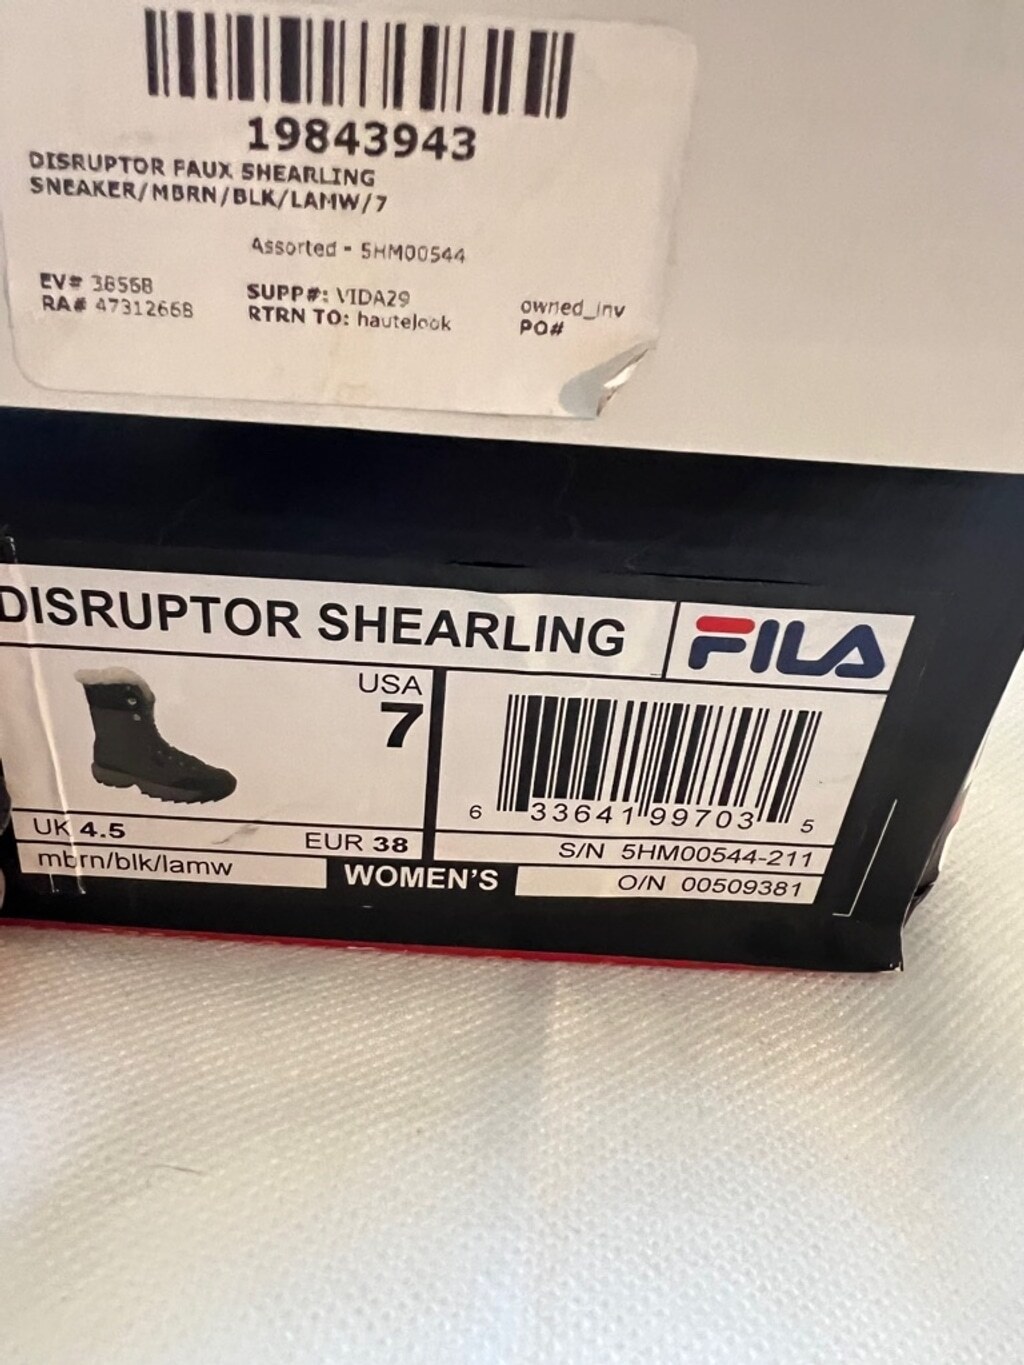 19843943
DISRUPTOR FAUX SHEARLING
SNEAKER/MBRN/BLK/LAMW/7
Assorted - 5HM00544
EV# 38558
RA# 47312668
SUPP#: VIDA29
RTRN TO: hautelook
owned_inv
PO#
DISRUPTOR SHEARLING
FILA
USA
7
UK 4.5
EUR 38
mbrn/blk/lamw
WOMEN'S
6 33641 99703 5
S/N 5HM00544-211
O/N 00509381